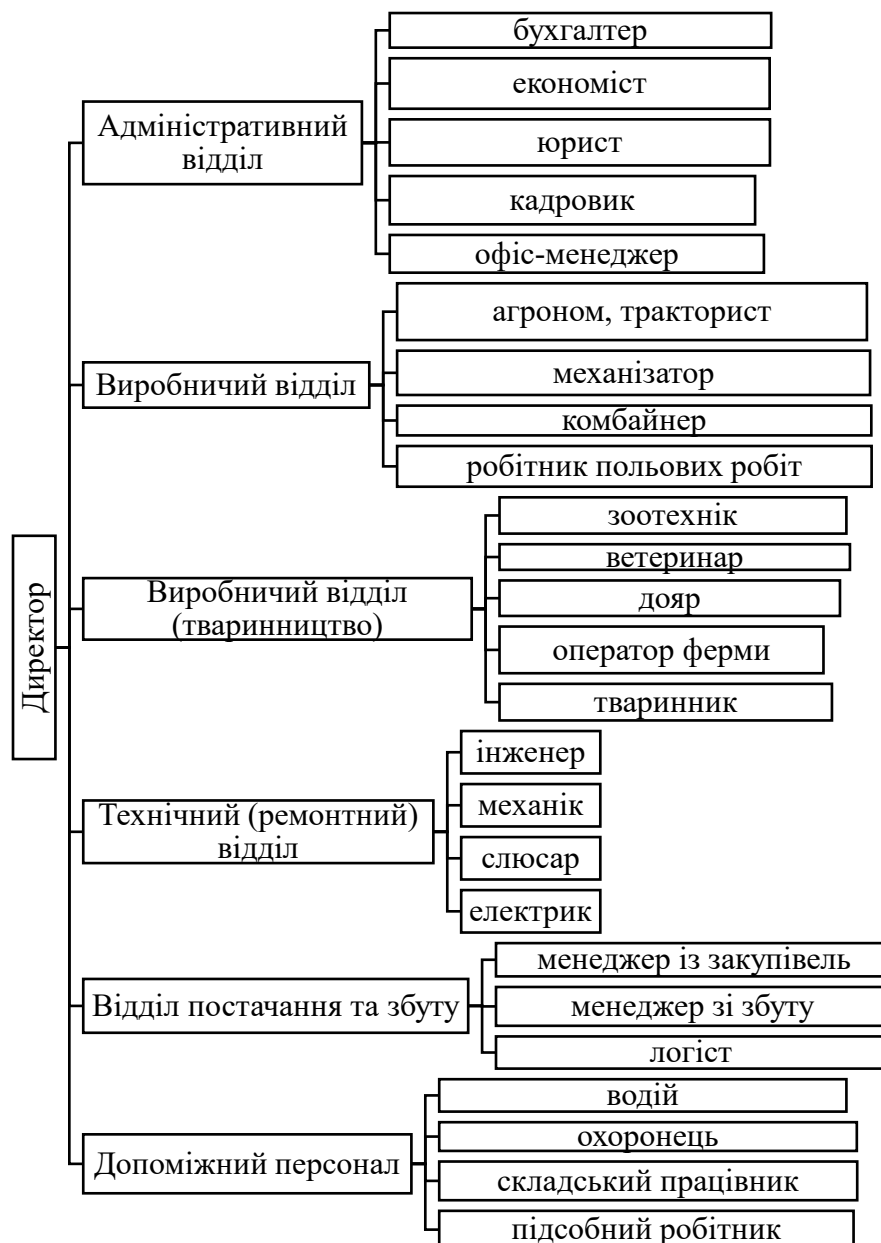 Директор
Адміністративний
відділ
бухгалтер
економіст
юрист
кадровик
офіс-менеджер
Виробничий відділ
агроном, тракторист
механізатор
комбайнер
робітник польових робіт
Виробничий відділ
(тваринництво)
зоотехнік
ветеринар
дояр
оператор ферми
тваринник
Технічний (ремонтний)
відділ
інженер
механік
слюсар
електрик
Відділ постачання та збуту
менеджер із закупівель
менеджер зі збуту
логіст
Допоміжний персонал
водій
охоронець
складський працівник
підсобний робітник